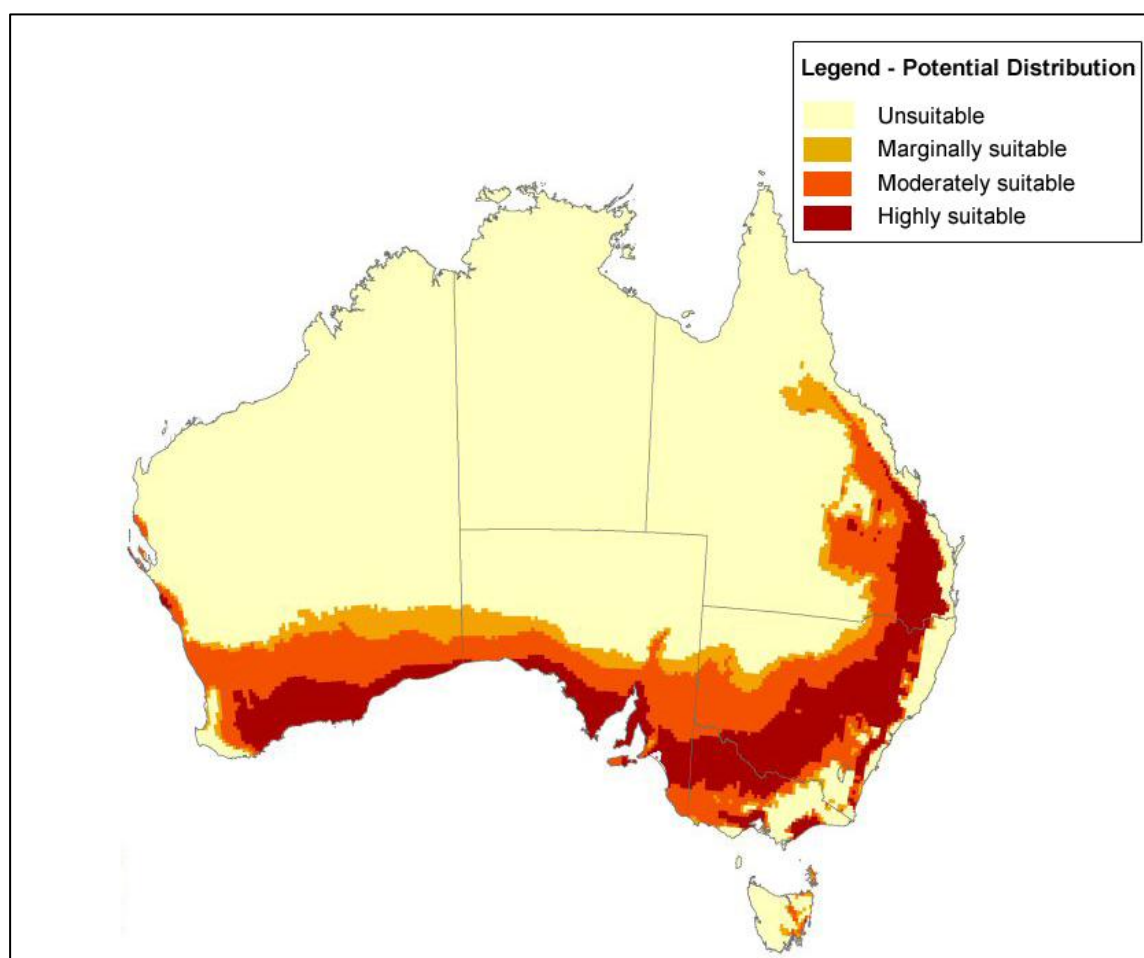 Legend - Potential Distribution
Unsuitable
Marginally suitable
Moderately suitable
Highly suitable